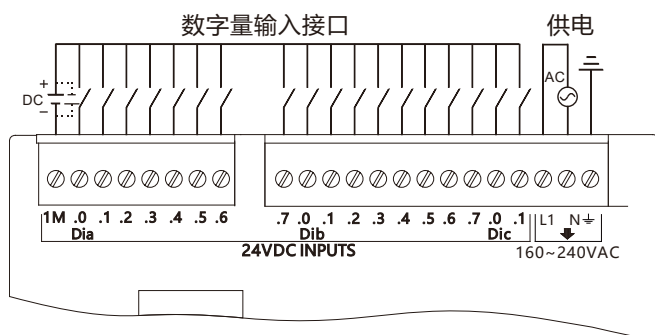 数字量输入接口 供电
+
DC
−
AC
1M .0 .1 .2 .3 .4 .5 .6 .7 .0 .1 .2 .3 .4 .5 .6 .7 .0 .1 L1 N
Dia Dib Dic
24VDC INPUTS 160~240VAC